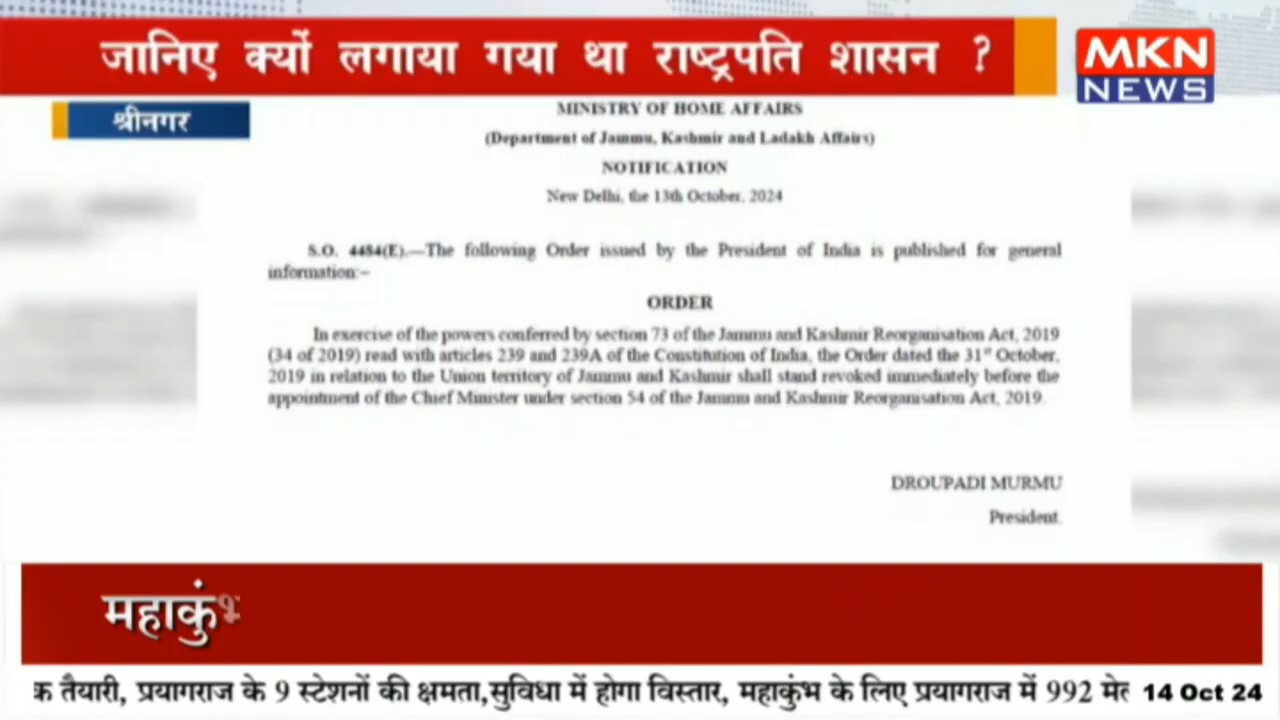 जानिए क्यों लगाया गया था राष्ट्रपति शासन ?
MKN
NEWS
श्रीनगर
MINISTRY OF HOME AFFAIRS
(Department of Jammu, Kashmir and Ladakh Affairs)
NOTIFICATION
New Delhi, the 13th October, 2024
S.O. 4484(E).—The following Order issued by the President of India is published for general
information:–
ORDER
In exercise of the powers conferred by section 73 of the Jammu and Kashmir Reorganisation Act, 2019
(34 of 2019) read with articles 239 and 239A of the Constitution of India, the Order dated the 31st October,
2019 in relation to the Union territory of Jammu and Kashmir shall stand revoked immediately before the
appointment of the Chief Minister under section 54 of the Jammu and Kashmir Reorganisation Act, 2019.
DROUPADI MURMU
President.
महाकुंभ
क तैयारी, प्रयागराज के 9 स्टेशनों की क्षमता,सुविधा में होगा विस्तार, महाकुंभ के लिए प्रयागराज में 992 मे
14 Oct 24